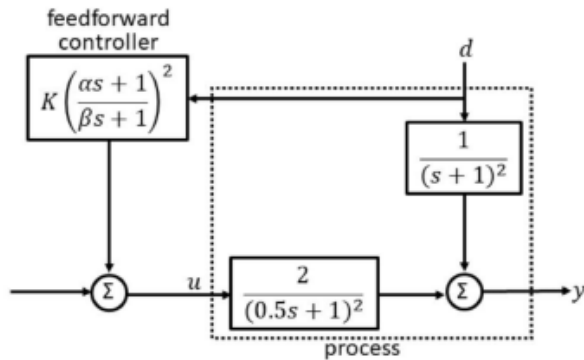 feedforward
controller
K(αs + 1 / βs + 1)²
d
1 / (s + 1)²
Σ
u
2 / (0.5s + 1)²
Σ
y
process